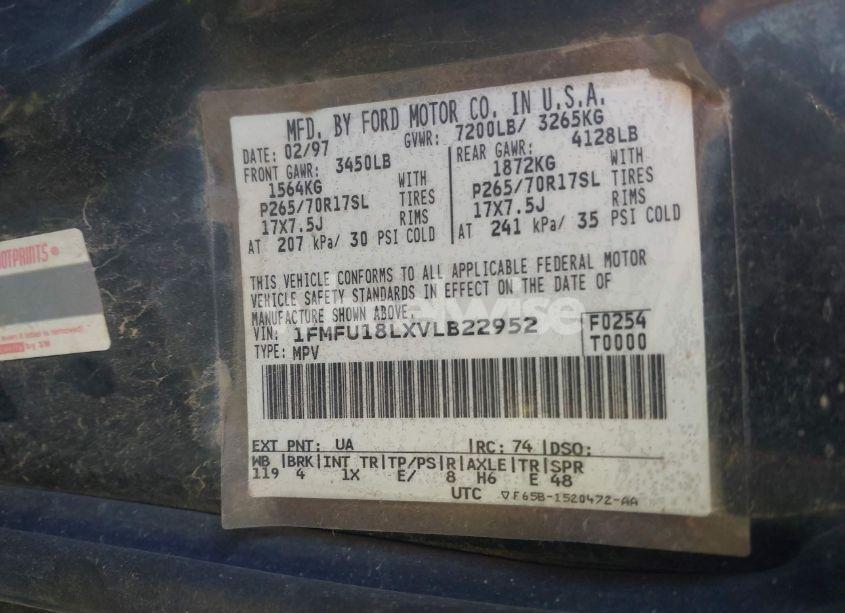 MFD. BY FORD MOTOR CO. IN U.S.A.
DATE: 02/97 GVWR: 7200LB/ 3265KG
FRONT GAWR: 3450LB
1564KG WITH
P265/70R17SL TIRES
17X7.5J RIMS
AT 207 kPa/ 30 PSI COLD
REAR GAWR: 4128LB
1872KG WITH
P265/70R17SL TIRES
17X7.5J RIMS
AT 241 kPa/ 35 PSI COLD
THIS VEHICLE CONFORMS TO ALL APPLICABLE FEDERAL MOTOR
VEHICLE SAFETY STANDARDS IN EFFECT ON THE DATE OF
MANUFACTURE SHOWN ABOVE.
VIN: 1FMFU18LXVLB22952
TYPE: MPV
F0254
T0000
EXT PNT: UA RC: 74 DSO:
WB BRK INT TR TP/PS R AXLE TR SPR
119 4 1X E/ 8 H6 E 48
UTC ▽F65B-1520472-AA
OTPRINTS®
by 3M